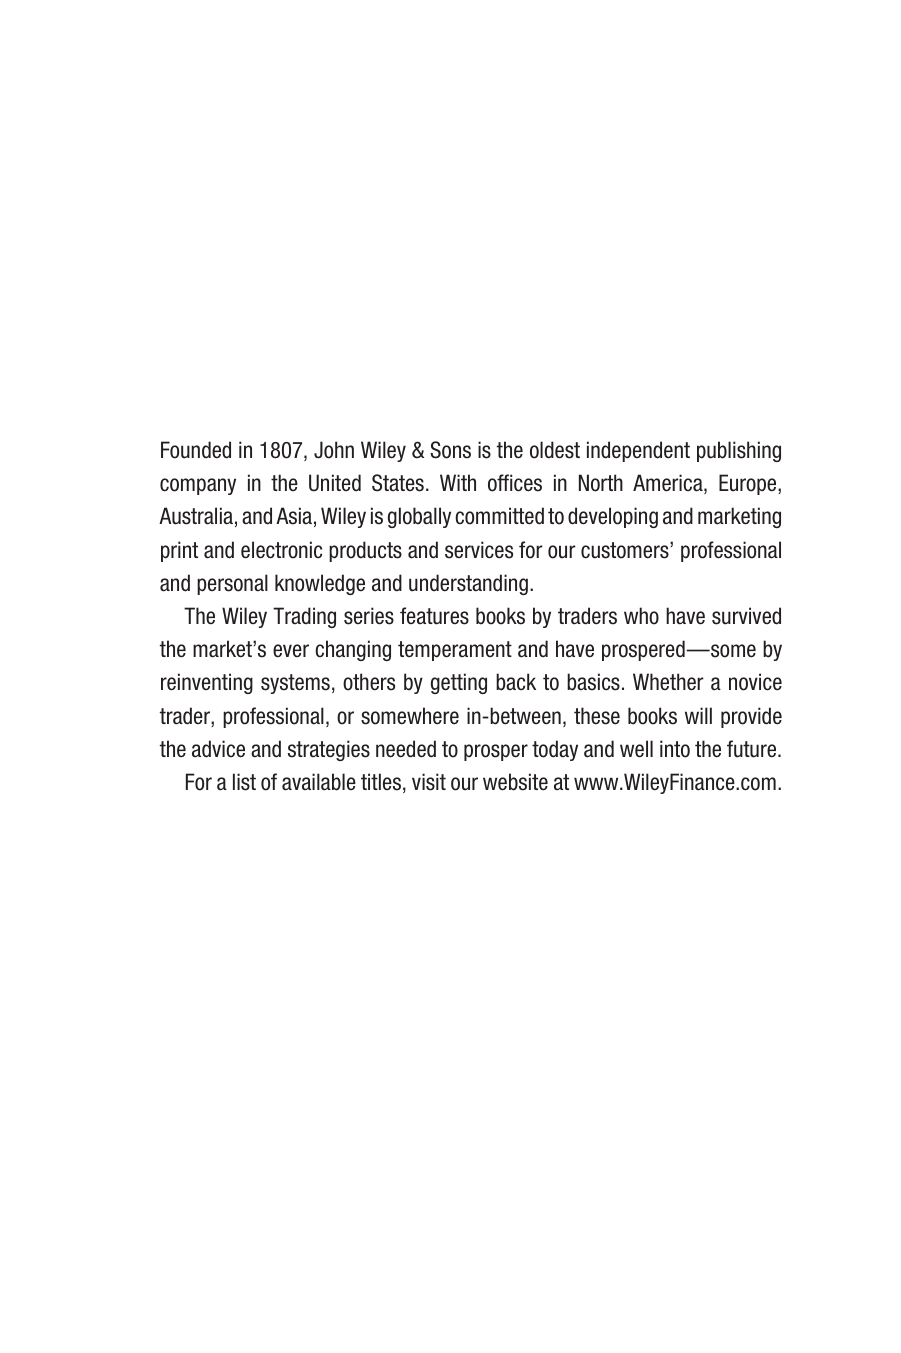 Founded in 1807, John Wiley & Sons is the oldest independent publishing
company in the United States. With offices in North America, Europe,
Australia, and Asia, Wiley is globally committed to developing and marketing
print and electronic products and services for our customers’ professional
and personal knowledge and understanding.
The Wiley Trading series features books by traders who have survived
the market’s ever changing temperament and have prospered—some by
reinventing systems, others by getting back to basics. Whether a novice
trader, professional, or somewhere in-between, these books will provide
the advice and strategies needed to prosper today and well into the future.
For a list of available titles, visit our website at www.WileyFinance.com.